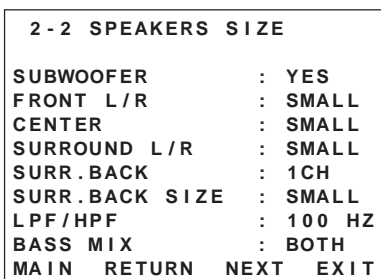 2-2 SPEAKERS SIZE
SUBWOOFER : YES
FRONT L/R : SMALL
CENTER : SMALL
SURROUND L/R : SMALL
SURR.BACK : 1CH
SURR.BACK SIZE : SMALL
LPF/HPF : 100 HZ
BASS MIX : BOTH
MAIN RETURN NEXT EXIT